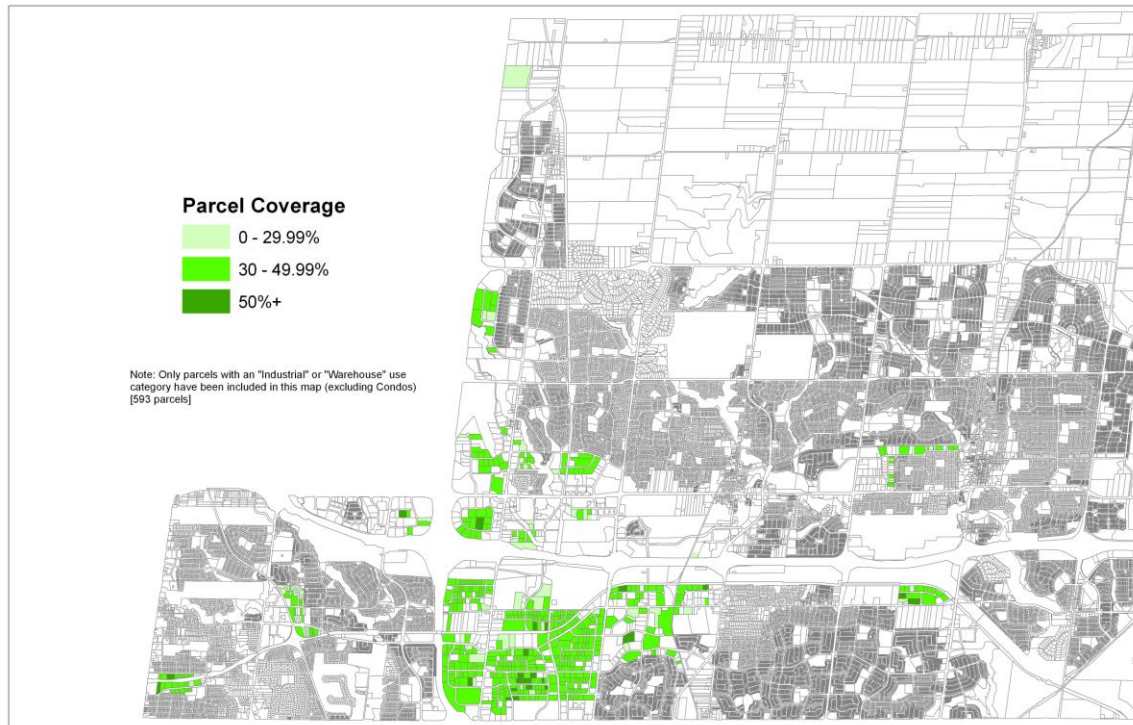 Parcel Coverage
0 - 29.99%
30 - 49.99%
50%+
Note: Only parcels with an "Industrial" or "Warehouse" use
category have been included in this map (excluding Condos)
[593 parcels]